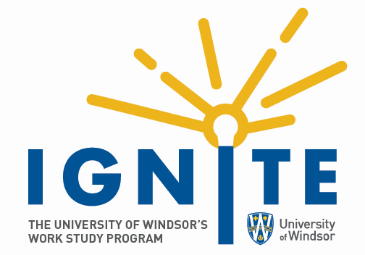 IGNITE
THE UNIVERSITY OF WINDSOR'S
WORK STUDY PROGRAM
University
of Windsor